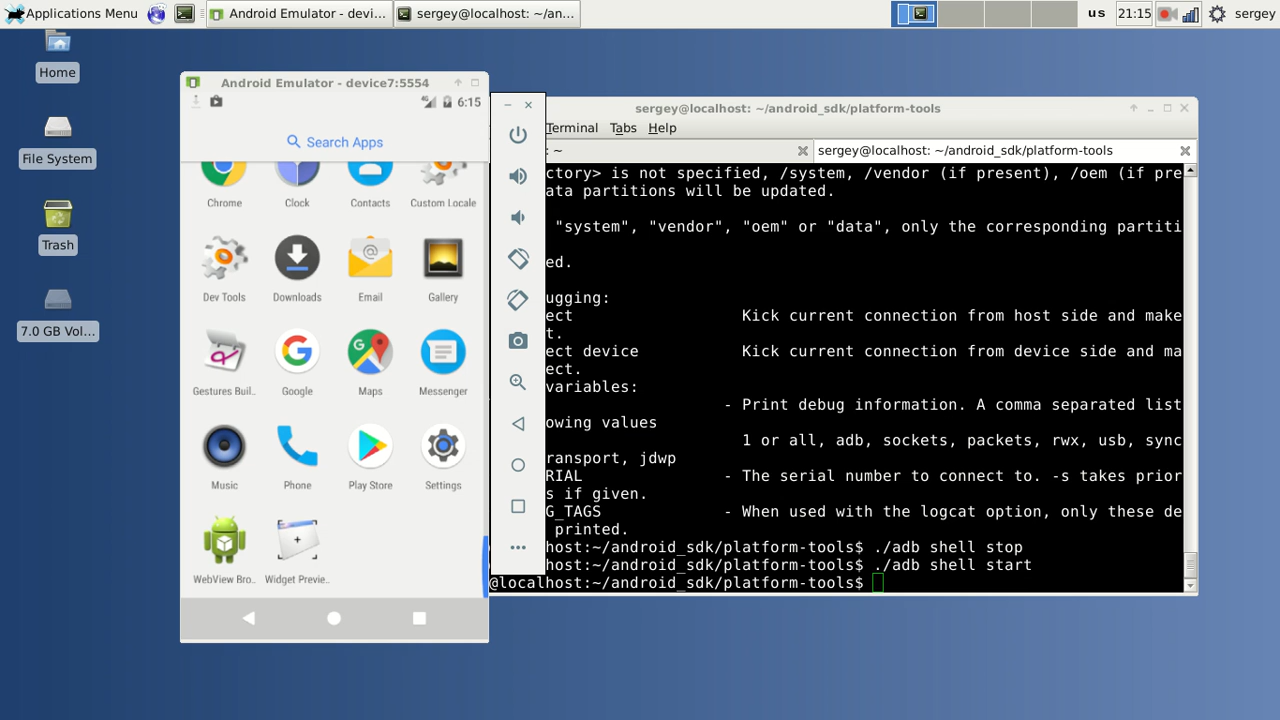 Applications Menu
Android Emulator - devi...
sergey@localhost: ~/an...
us
21:15
sergey
Home
File System
Trash
7.0 GB Vol...
Android Emulator - device7:5554
6:15
Search Apps
Chrome
Clock
Contacts
Custom Locale
Dev Tools
Downloads
Email
Gallery
Gestures Buil..
Google
Maps
Messenger
Music
Phone
Play Store
Settings
WebView Bro..
Widget Previe..
sergey@localhost: ~/android_sdk/platform-tools
Terminal Tabs Help
: ~
sergey@localhost: ~/android_sdk/platform-tools
ctory> is not specified, /system, /vendor (if present), /oem (if pre
ata partitions will be updated.
"system", "vendor", "oem" or "data", only the corresponding partiti
ed.
ugging:
ect Kick current connection from host side and make
t.
ect device Kick current connection from device side and ma
ect.
variables:
- Print debug information. A comma separated list
owing values
1 or all, adb, sockets, packets, rwx, usb, sync
ransport, jdwp
RIAL - The serial number to connect to. -s takes prior
s if given.
G_TAGS - When used with the logcat option, only these de
printed.
host:~/android_sdk/platform-tools$ ./adb shell stop
host:~/android_sdk/platform-tools$ ./adb shell start
@localhost:~/android_sdk/platform-tools$